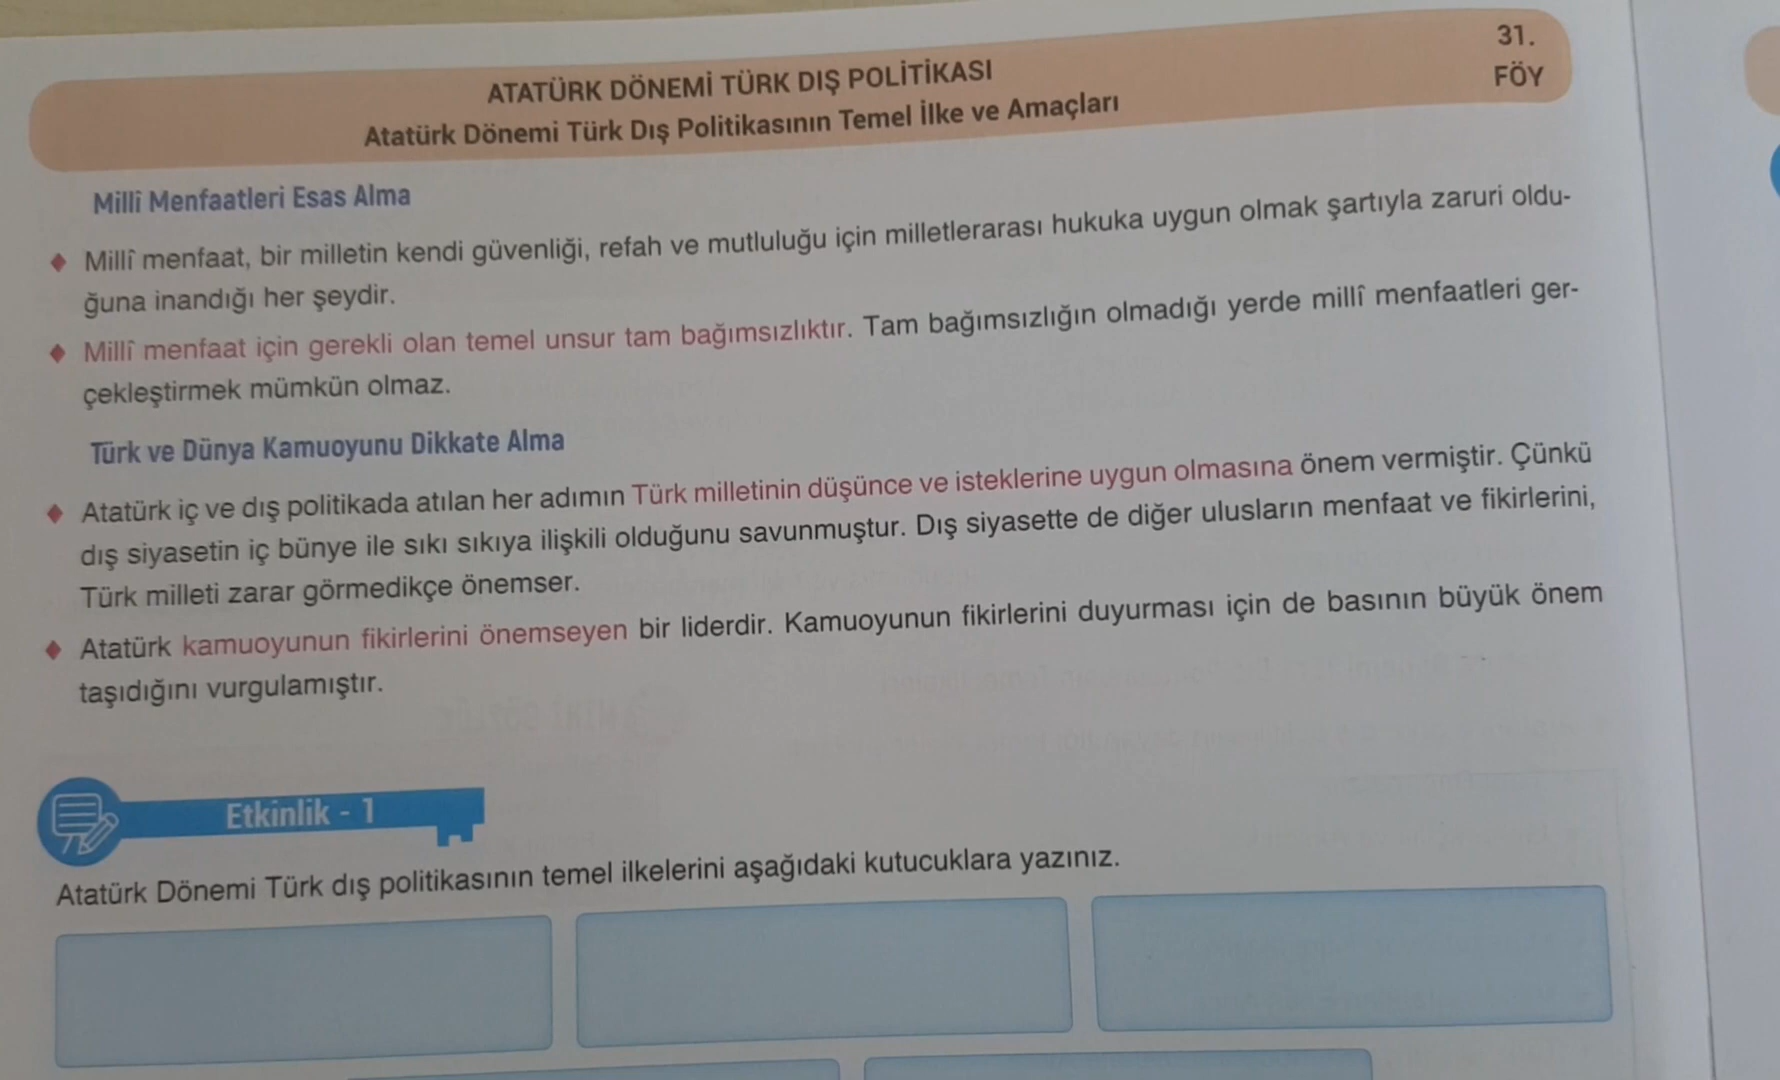 ATATÜRK DÖNEMİ TÜRK DIŞ POLİTİKASI
Atatürk Dönemi Türk Dış Politikasının Temel İlke ve Amaçları
31.
FÖY
Millî Menfaatleri Esas Alma
Millî menfaat, bir milletin kendi güvenliği, refah ve mutluluğu için milletlerarası hukuka uygun olmak şartıyla zaruri oldu-
ğuna inandığı her şeydir.
Millî menfaat için gerekli olan temel unsur tam bağımsızlıktır. Tam bağımsızlığın olmadığı yerde millî menfaatleri ger-
çekleştirmek mümkün olmaz.
Türk ve Dünya Kamuoyunu Dikkate Alma
Atatürk iç ve dış politikada atılan her adımın Türk milletinin düşünce ve isteklerine uygun olmasına önem vermiştir. Çünkü
dış siyasetin iç bünye ile sıkı sıkıya ilişkili olduğunu savunmuştur. Dış siyasette de diğer ulusların menfaat ve fikirlerini,
Türk milleti zarar görmedikçe önemser.
Atatürk kamuoyunun fikirlerini önemseyen bir liderdir. Kamuoyunun fikirlerini duyurması için de basının büyük önem
taşıdığını vurgulamıştır.
Etkinlik - 1
Atatürk Dönemi Türk dış politikasının temel ilkelerini aşağıdaki kutucuklara yazınız.